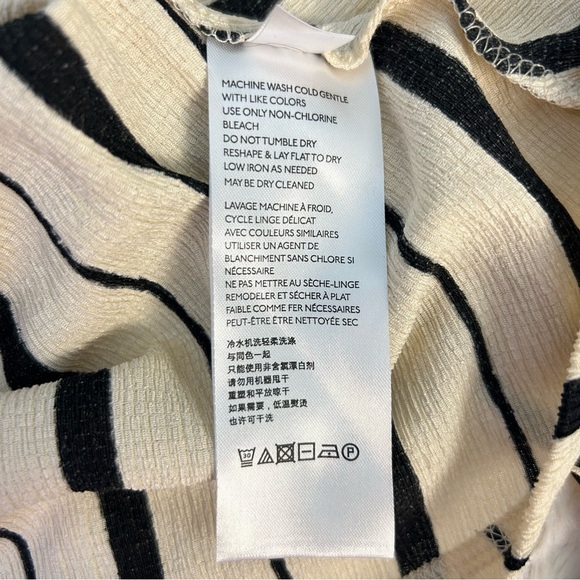 MACHINE WASH COLD GENTLE
WITH LIKE COLORS
USE ONLY NON-CHLORINE
BLEACH
DO NOT TUMBLE DRY
RESHAPE & LAY FLAT TO DRY
LOW IRON AS NEEDED
MAY BE DRY CLEANED
LAVAGE MACHINE À FROID,
CYCLE LINGE DÉLICAT
AVEC COULEURS SIMILAIRES
UTILISER UN AGENT DE
BLANCHIMENT SANS CHLORE SI
NÉCESSAIRE
NE PAS METTRE AU SÈCHE-LINGE
REMODELER ET SÉCHER À PLAT
FAIBLE COMME FER NÉCESSAIRES
PEUT-ÊTRE ÊTRE NETTOYÉE SEC
冷水机洗轻柔洗涤
与同色一起
只能使用非含氯漂白剂
请勿用机器甩干
重塑和平放晾干
如果需要，低温熨烫
也许可干洗
30 P